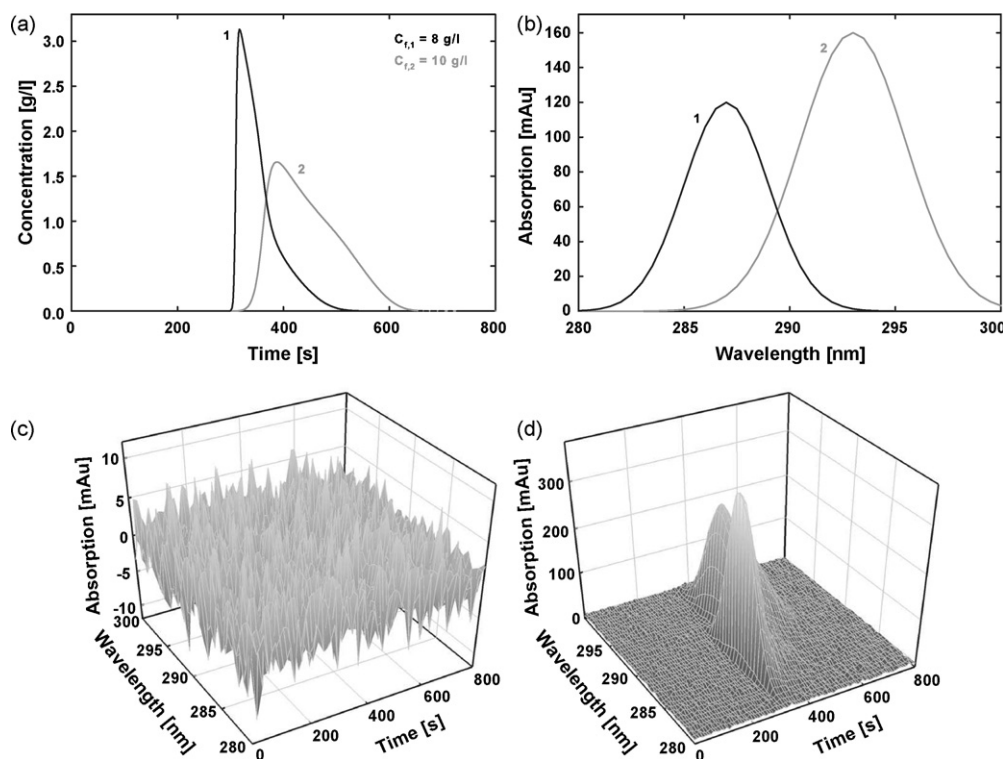 (a)
1
C_f,1 = 8 g/l
C_f,2 = 10 g/l
2
3.0
2.5
2.0
1.5
1.0
0.5
0.0
Concentration [g/l]
0 200 400 600 800
Time [s]
(b)
160
140
120
100
80
60
40
20
0
1
2
Absorption [mAu]
280 285 290 295 300
Wavelength [nm]
(c)
10
5
0
-5
-10
Absorption [mAu]
300
295
290
285
280
Wavelength [nm]
0 200 400 600 800
Time [s]
(d)
300
200
100
0
Absorption [mAu]
295
290
285
280
Wavelength [nm]
0 200 400 600 800
Time [s]